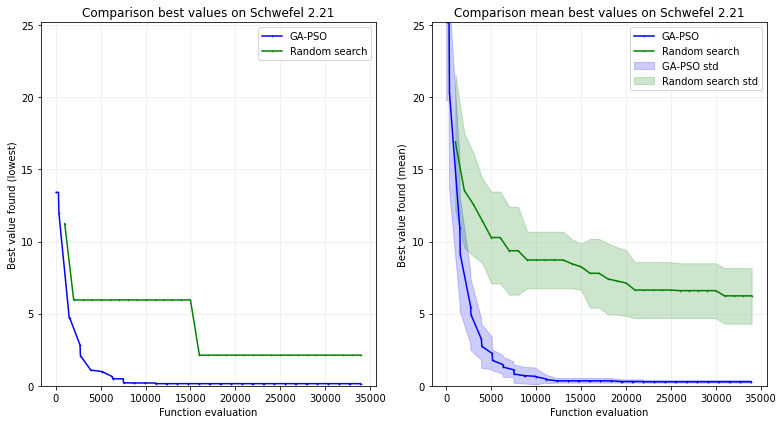 Comparison best values on Schwefel 2.21
Best value found (lowest)
25
20
15
10
5
0
0 5000 10000 15000 20000 25000 30000 35000
Function evaluation
GA-PSO
Random search
Comparison mean best values on Schwefel 2.21
Best value found (mean)
25
20
15
10
5
0
0 5000 10000 15000 20000 25000 30000 35000
Function evaluation
GA-PSO
Random search
GA-PSO std
Random search std